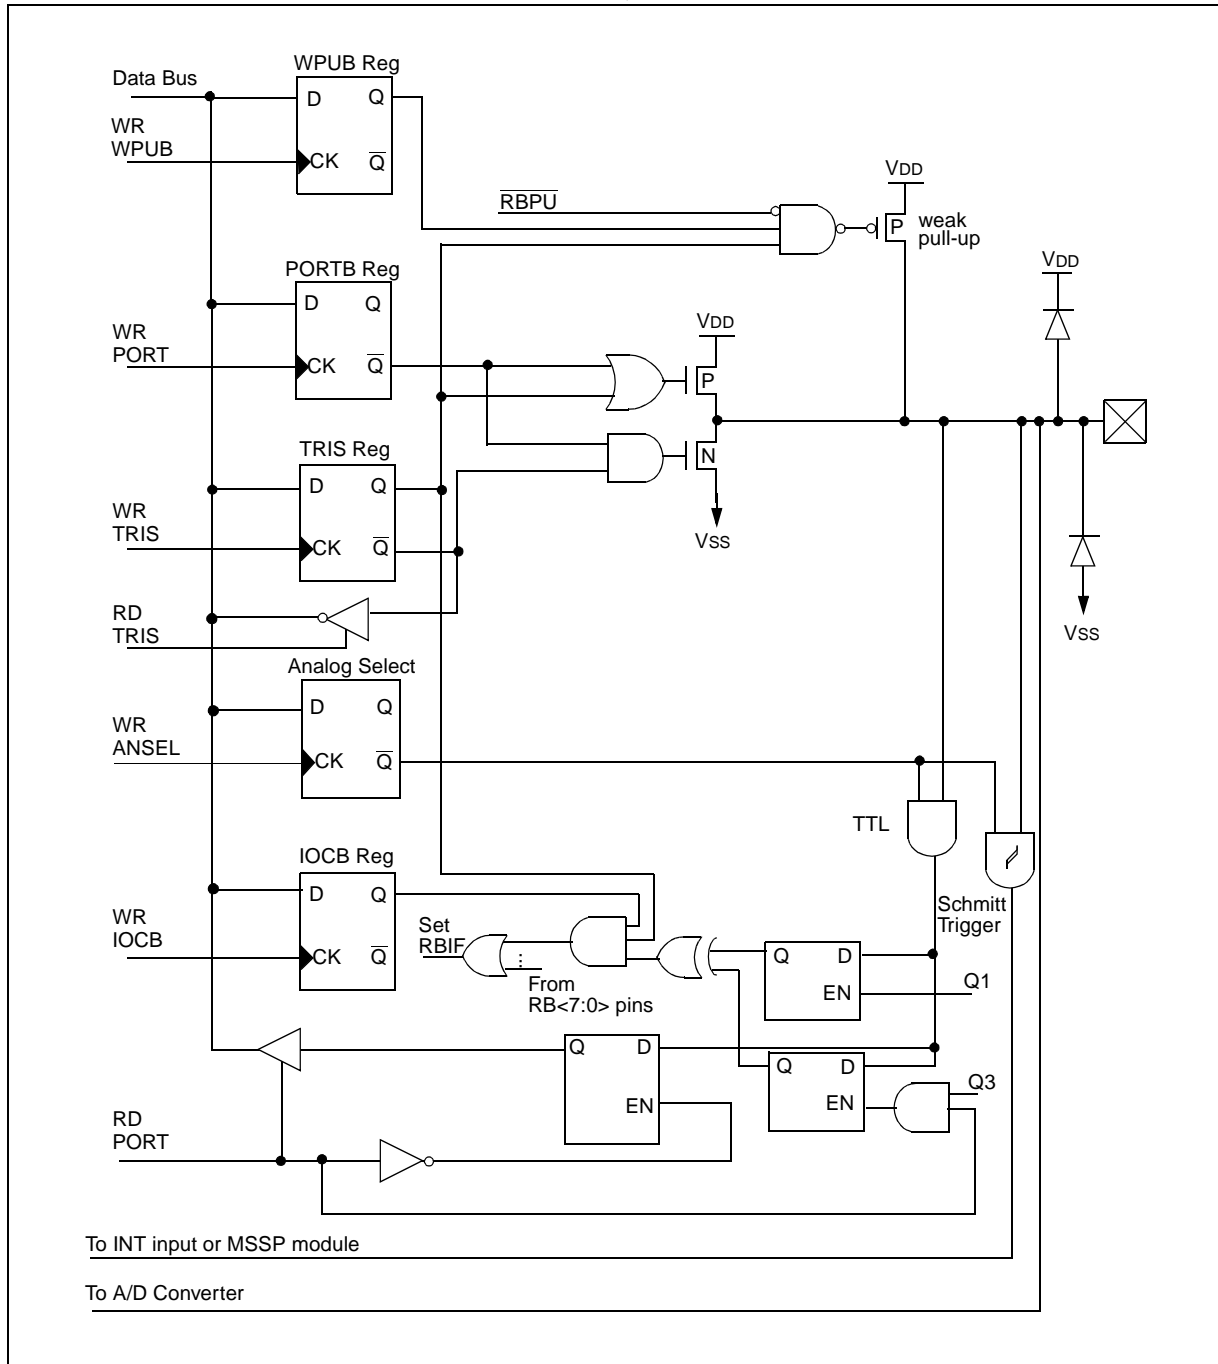 WPUB Reg
Data Bus
D
Q
WR
WPUB
CK
Q̅
VDD
R̅B̅P̅U̅
P
weak
pull-up
PORTB Reg
VDD
D
Q
WR
PORT
CK
Q̅
VDD
P
TRIS Reg
D
Q
N
WR
TRIS
CK
Q̅
VSS
RD
TRIS
VSS
Analog Select
D
Q
WR
ANSEL
CK
Q̅
TTL
IOCB Reg
D
Q
WR
IOCB
CK
Q̅
Set
RBIF
Schmitt
Trigger
Q
D
From
RB<7:0> pins
EN
Q1
Q
D
Q
D
EN
EN
Q3
RD
PORT
To INT input or MSSP module
To A/D Converter